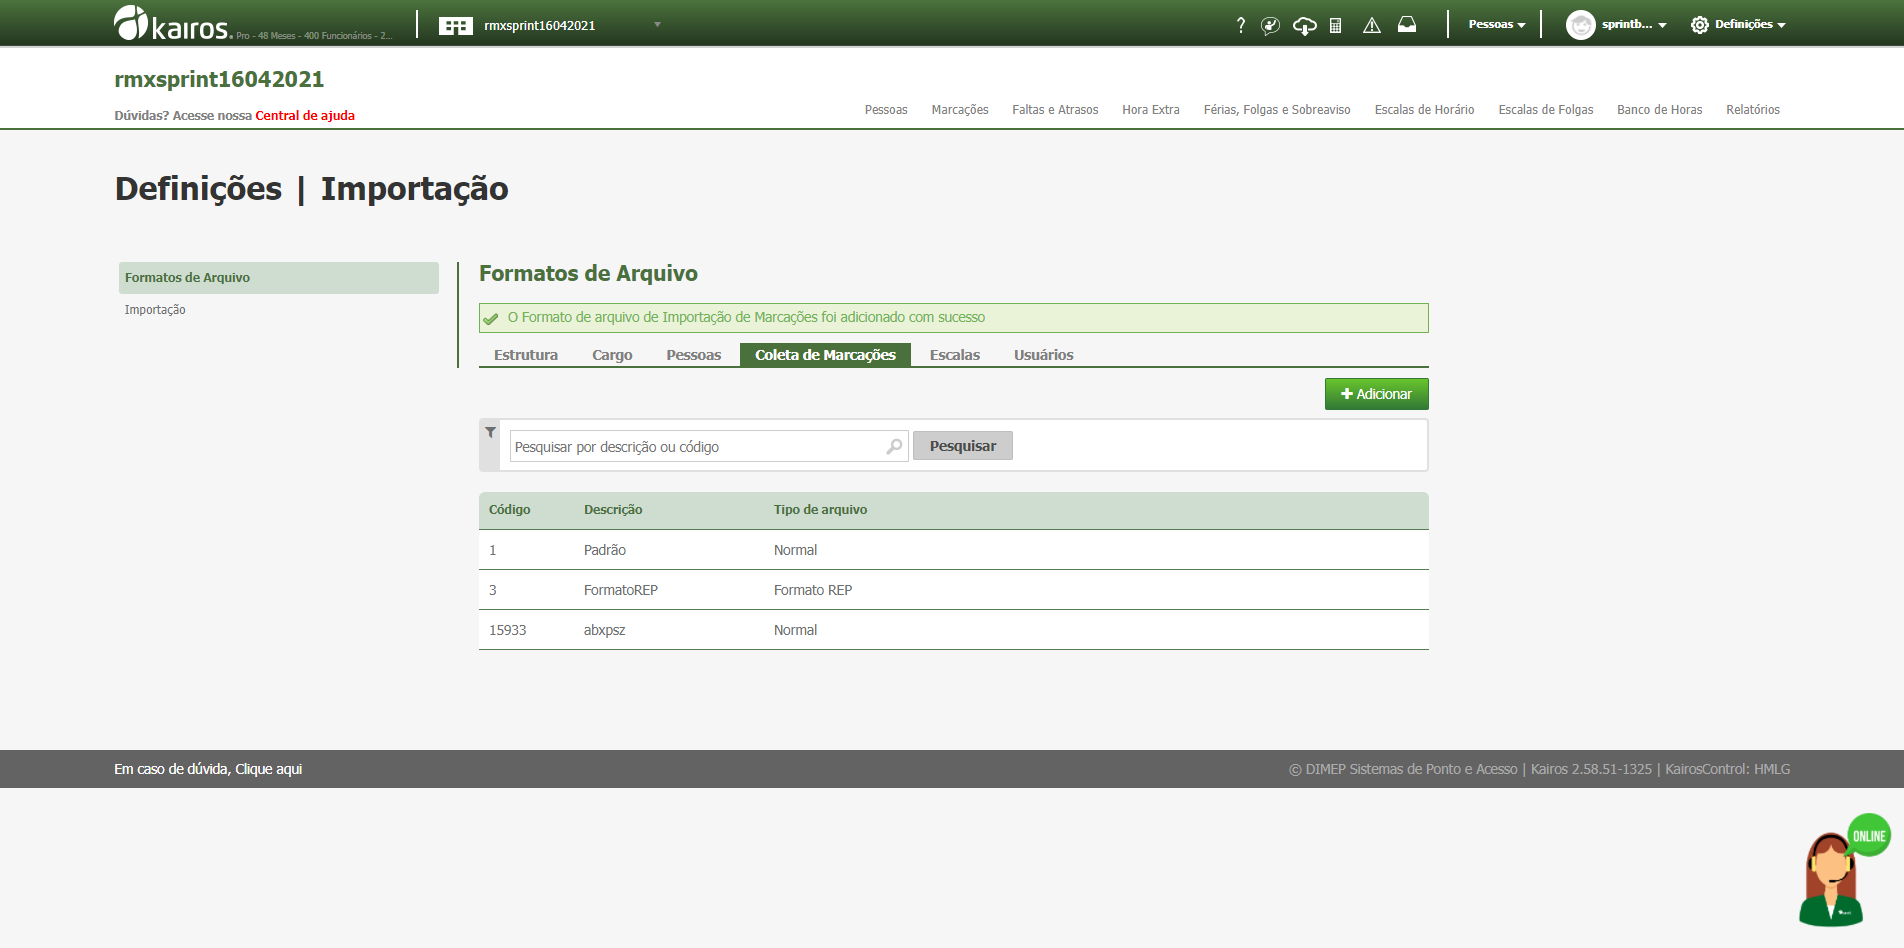 kairos. Pro - 48 Meses - 400 Funcionários - 2...
rmxsprint16042021
?
Pessoas
sprintb...
Definições
rmxsprint16042021
Dúvidas? Acesse nossa Central de ajuda
Pessoas Marcações Faltas e Atrasos Hora Extra Férias, Folgas e Sobreaviso Escalas de Horário Escalas de Folgas Banco de Horas Relatórios
Definições | Importação
Formatos de Arquivo
Importação
Formatos de Arquivo
O Formato de arquivo de Importação de Marcações foi adicionado com sucesso
Estrutura Cargo Pessoas Coleta de Marcações Escalas Usuários
Adicionar
Pesquisar por descrição ou código Pesquisar
Código Descrição Tipo de arquivo
1 Padrão Normal
3 FormatoREP Formato REP
15933 abxpsz Normal
Em caso de dúvida, Clique aqui
© DIMEP Sistemas de Ponto e Acesso | Kairos 2.58.51-1325 | KairosControl: HMLG
ONLINE